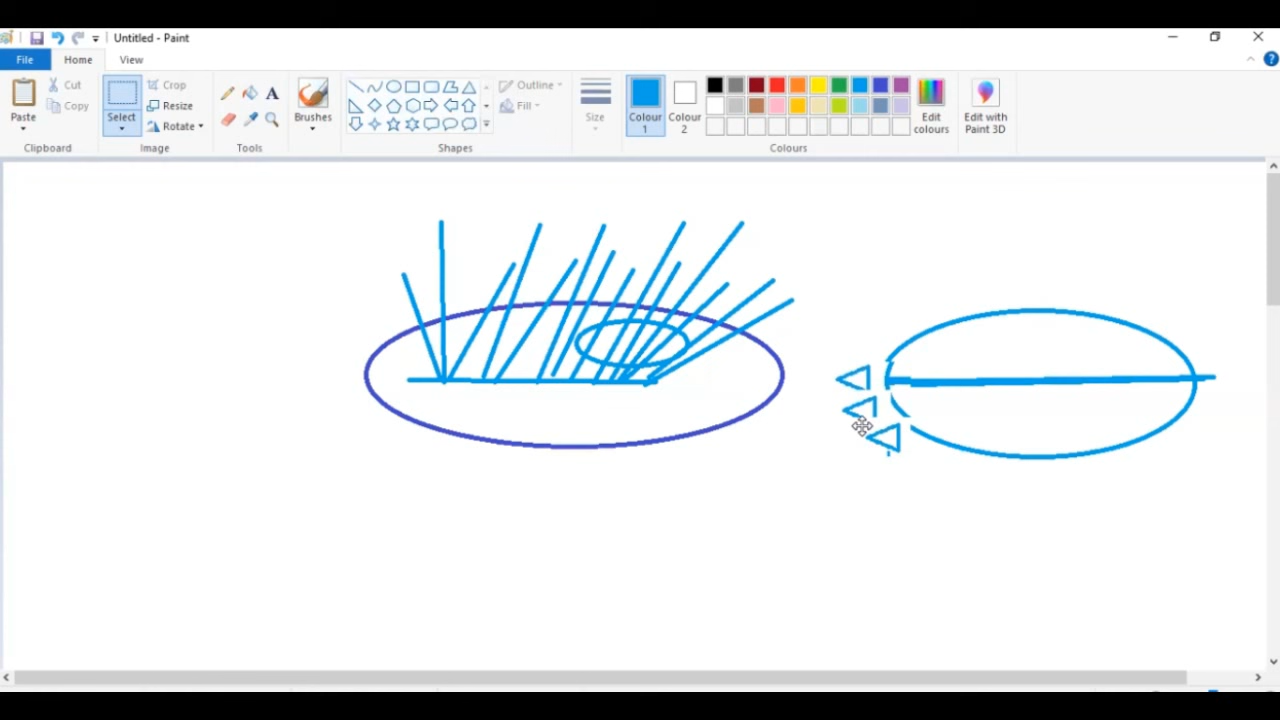 Untitled - Paint
File Home View
Paste
Cut
Copy
Clipboard
Select
Crop
Resize
Rotate
Image
A
Tools
Brushes
Outline
Fill
Shapes
Size
Colour 1
Colour 2
Edit colours
Colours
Edit with Paint 3D